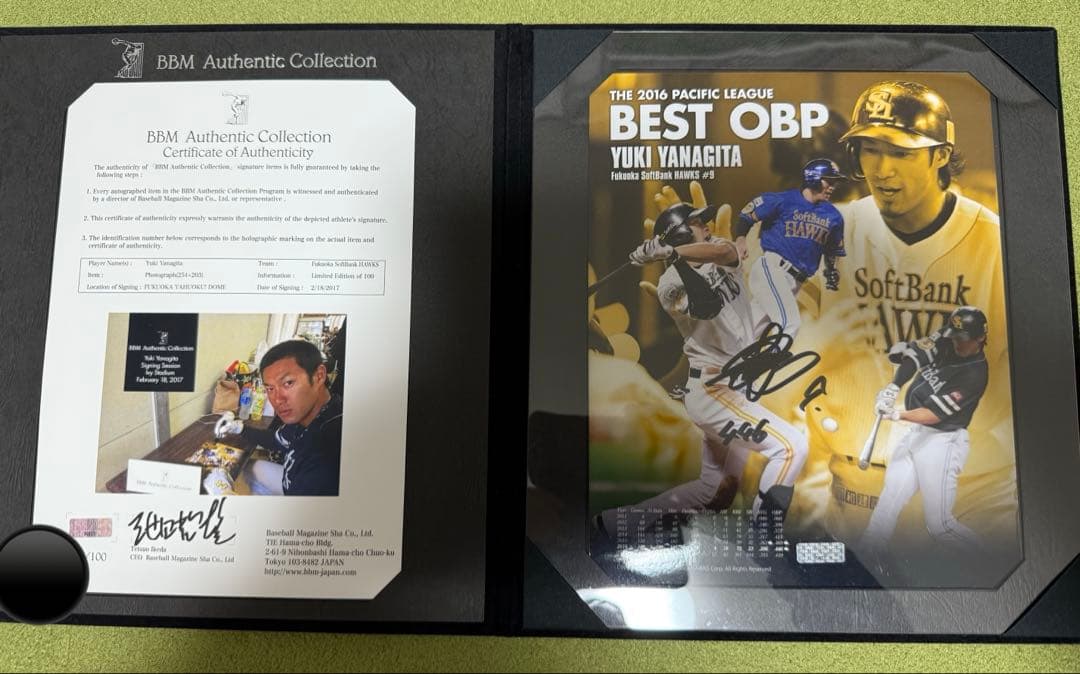 BBM Authentic Collection
BBM Authentic Collection
Certificate of Authenticity
The authenticity of 「BBM Authentic Collection」 signature items is fully guaranteed by taking the
following steps :
1. Every autographed item in the BBM Authentic Collection Program is witnessed and authenticated
by a director of Baseball Magazine Sha Co., Ltd. or representative .
2. This certificate of authenticity expressly warrants the authenticity of the depicted athlete's signature.
3. The identification number below corresponds to the holographic marking on the actual item and
certificate of authenticity.
Player Name(s) : Yuki Yanagita Team : Fukuoka SoftBank HAWKS
Item : Photograph(254×203) Information : Limited Edition of 100
Location of Signing : FUKUOKA YAHUOKU! DOME Date of Signing : 2/18/2017
BBM Authentic Collection
Yuki Yanagita
Signing Session
by Stadium
February 18, 2017
BBM Authentic Collection
/100
Tetsuo Ikeda
CEO Baseball Magazine Sha Co., Ltd
Baseball Magazine Sha Co., Ltd.
TIE Hama-cho Bldg.
2-61-9 Nihonbashi Hama-cho Chuo-ku
Tokyo 103-8482 JAPAN
http://www.bbm-japan.com
THE 2016 PACIFIC LEAGUE
BEST OBP
YUKI YANAGITA
Fukuoka SoftBank HAWKS #9
SoftBank
HAWKS
SoftBank
HAW
9.
.446
All Rights Reserved